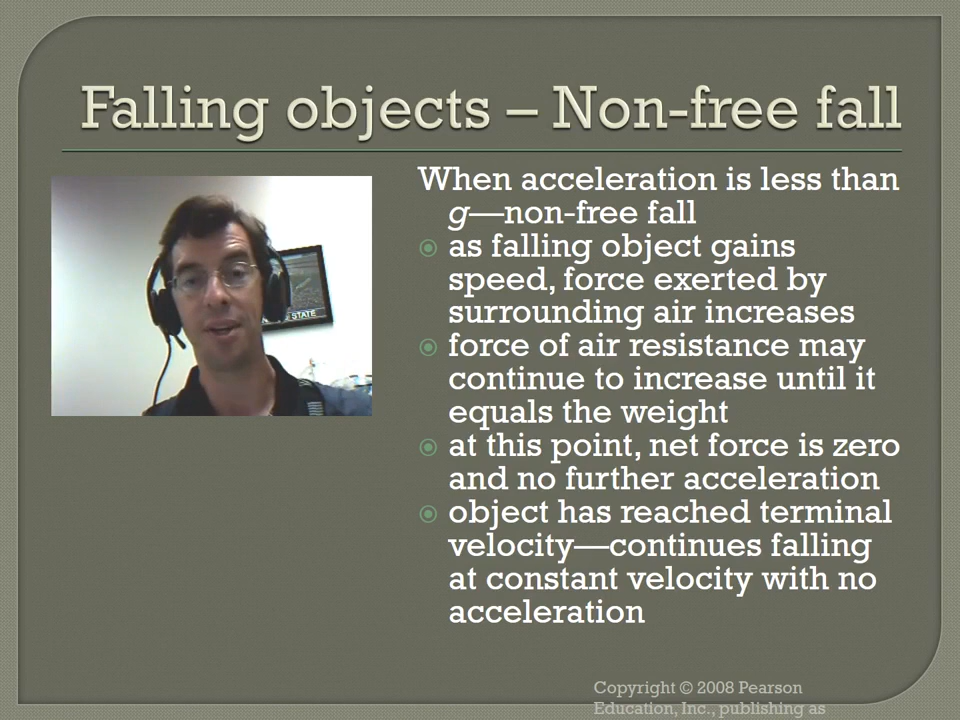 Falling objects – Non-free fall
When acceleration is less than
g—non-free fall
as falling object gains
speed, force exerted by
surrounding air increases
force of air resistance may
continue to increase until it
equals the weight
at this point, net force is zero
and no further acceleration
object has reached terminal
velocity—continues falling
at constant velocity with no
acceleration
STATE
Copyright © 2008 Pearson
Education, Inc., publishing as